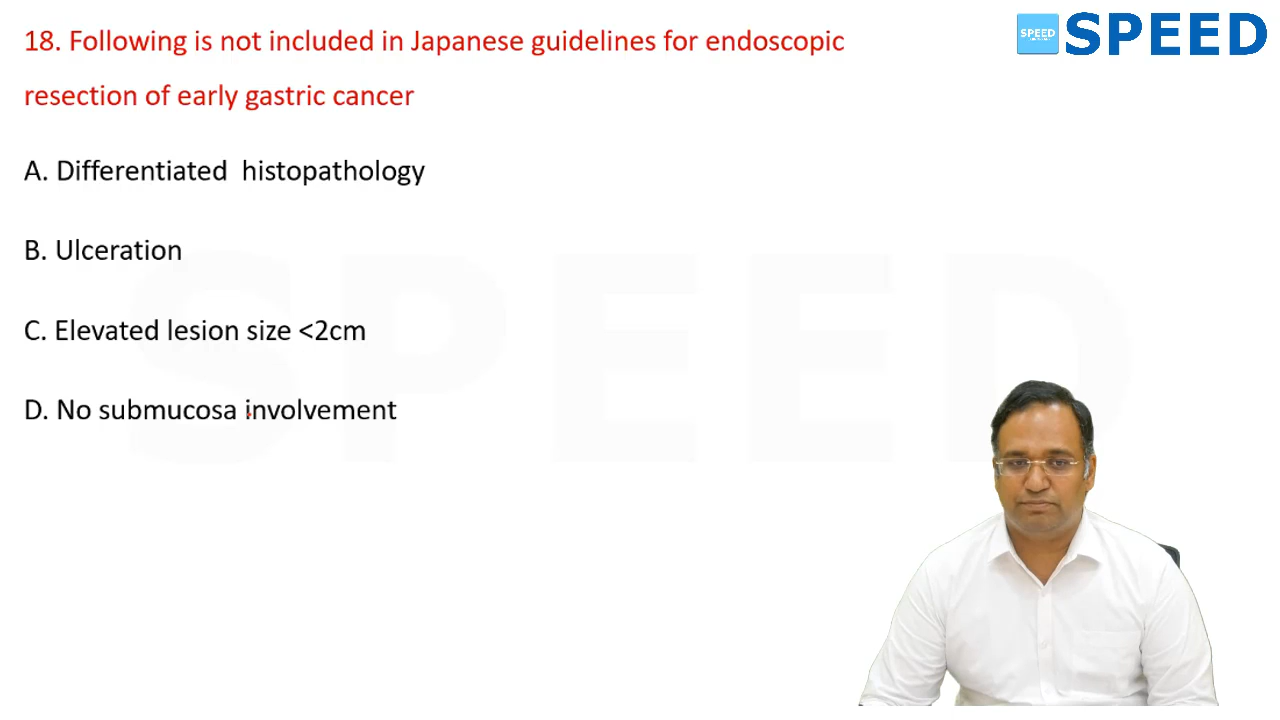 18. Following is not included in Japanese guidelines for endoscopic
resection of early gastric cancer
SPEED
SPEED
A. Differentiated histopathology
B. Ulceration
C. Elevated lesion size <2cm
D. No submucosa involvement
SPEED